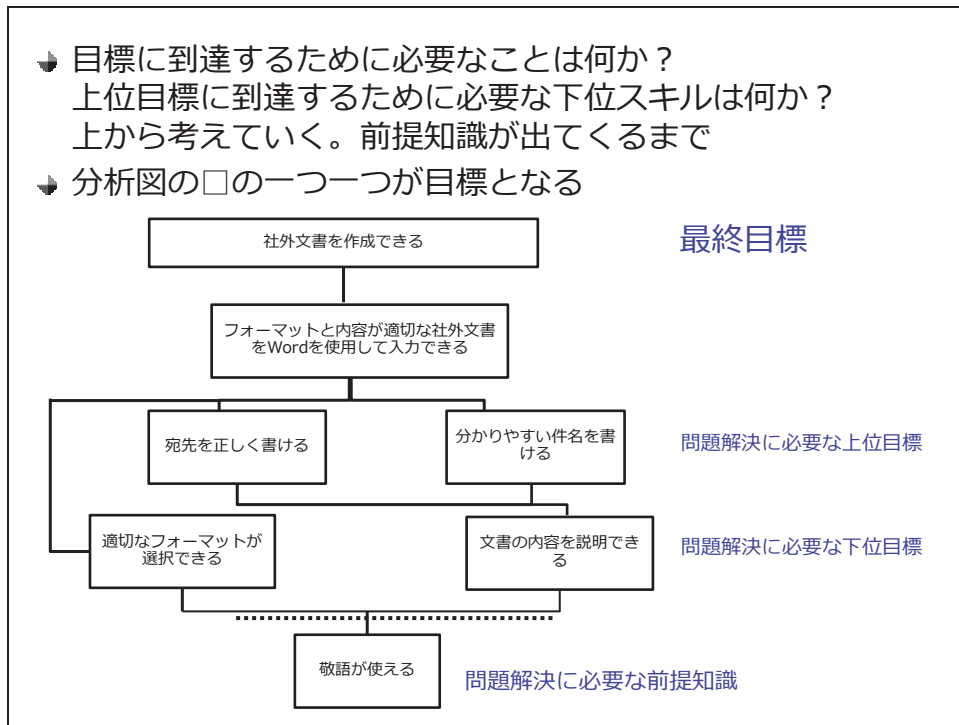 目標に到達するために必要なことは何か？
上位目標に到達するために必要な下位スキルは何か？
上から考えていく。前提知識が出てくるまで
分析図の□の一つ一つが目標となる
社外文書を作成できる
最終目標
フォーマットと内容が適切な社外文書
をWordを使用して入力できる
宛先を正しく書ける
分かりやすい件名を書
ける
問題解決に必要な上位目標
適切なフォーマットが
選択できる
文書の内容を説明でき
る
問題解決に必要な下位目標
敬語が使える
問題解決に必要な前提知識